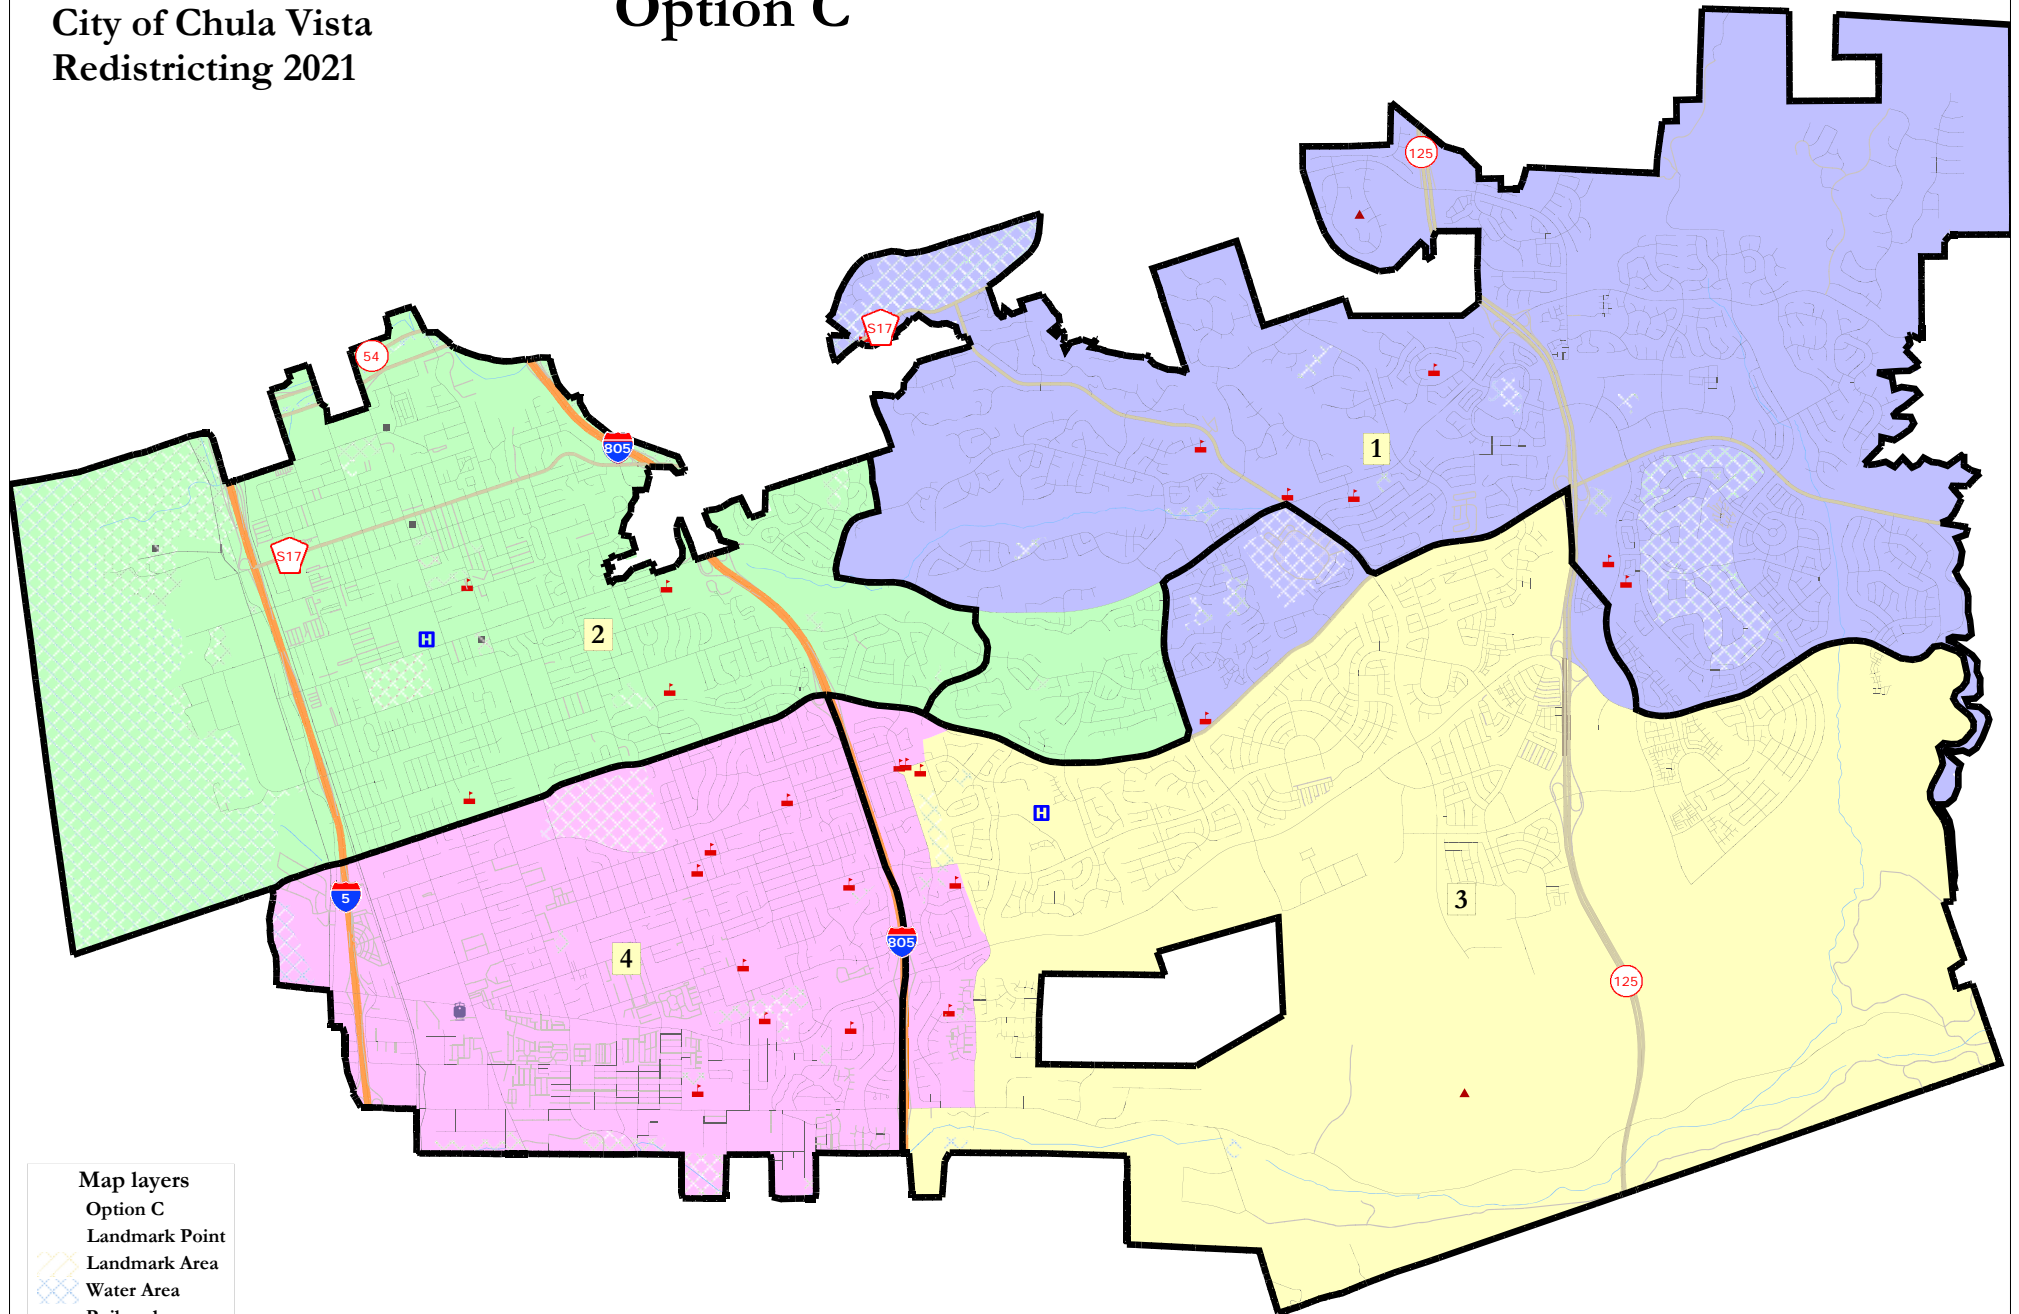 City of Chula Vista
Redistricting 2021
Option C
125
S17
54
805
1
S17
H
2
H
3
5
805
4
125
Map layers
Option C
Landmark Point
Landmark Area
Water Area